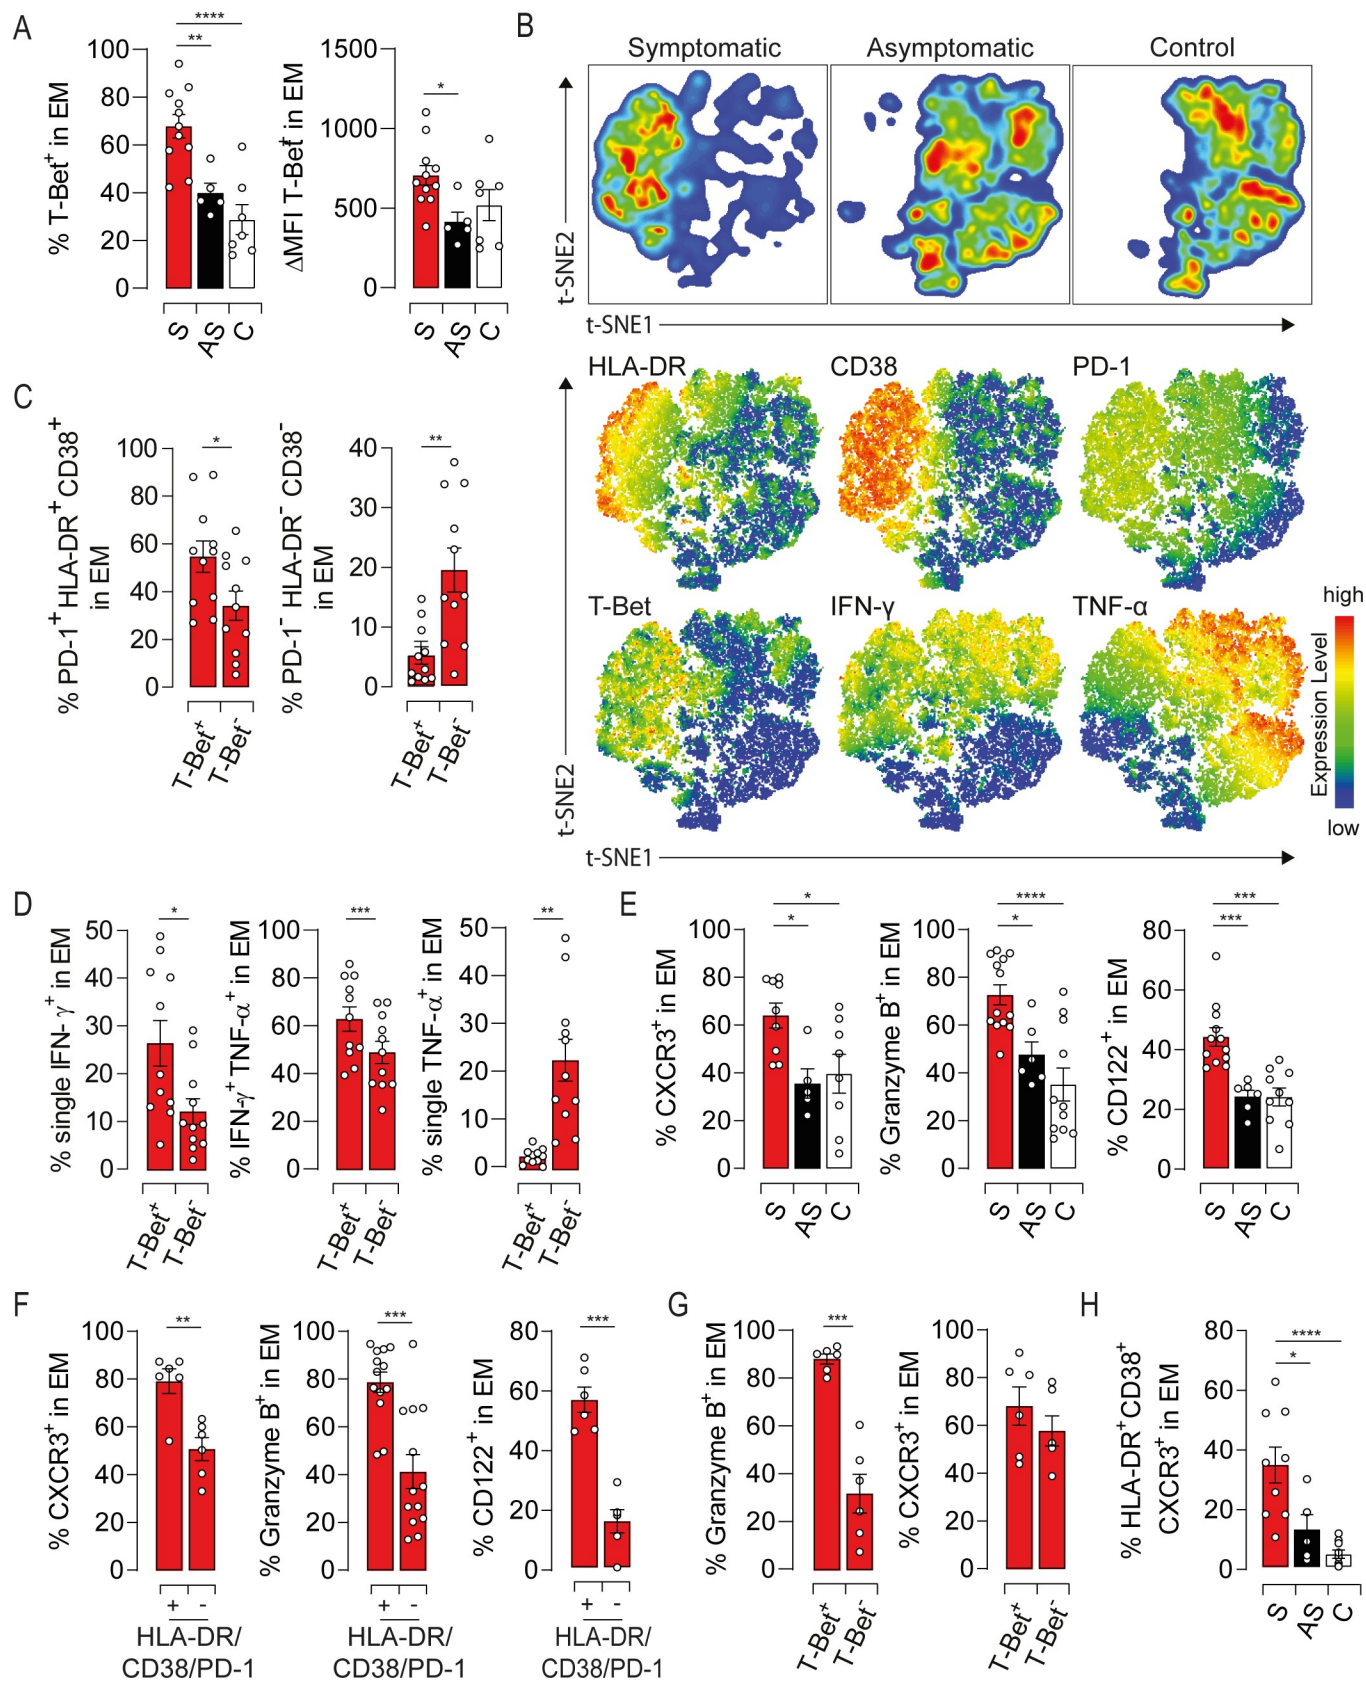 A
% T-Bet+ in EM
100
80
60
40
20
0
****
**
S
AS
C
ΔMFI T-Bet+ in EM
1500
1000
500
0
*
S
AS
C
B
Symptomatic
Asymptomatic
Control
t-SNE2
t-SNE1
HLA-DR
CD38
PD-1
T-Bet
IFN-γ
TNF-α
t-SNE2
t-SNE1
high
Expression Level
low
C
% PD-1+ HLA-DR+ CD38+
in EM
100
80
60
40
20
0
*
T-Bet+
T-Bet-
% PD-1- HLA-DR- CD38-
in EM
40
30
20
10
0
**
T-Bet+
T-Bet-
D
% single IFN-γ+ in EM
50
40
30
20
10
0
*
T-Bet+
T-Bet-
% IFN-γ+ TNF-α+ in EM
100
80
60
40
20
0
***
T-Bet+
T-Bet-
% single TNF-α+ in EM
50
40
30
20
10
0
**
T-Bet+
T-Bet-
E
% CXCR3+ in EM
100
80
60
40
20
0
*
*
S
AS
C
% Granzyme B+ in EM
100
80
60
40
20
0
****
*
S
AS
C
% CD122+ in EM
80
60
40
20
0
***
***
S
AS
C
F
% CXCR3+ in EM
100
80
60
40
20
0
**
+ -
HLA-DR/
CD38/PD-1
% Granzyme B+ in EM
100
80
60
40
20
0
***
+ -
HLA-DR/
CD38/PD-1
% CD122+ in EM
80
60
40
20
0
***
+ -
HLA-DR/
CD38/PD-1
G
% Granzyme B+ in EM
100
80
60
40
20
0
***
T-Bet+
T-Bet-
% CXCR3+ in EM
100
80
60
40
20
0
T-Bet+
T-Bet-
H
% HLA-DR+ CD38+
CXCR3+ in EM
80
60
40
20
0
****
*
S
AS
C